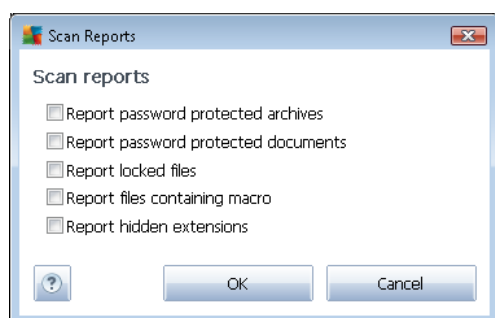 Scan Reports
Scan reports
Report password protected archives
Report password protected documents
Report locked files
Report files containing macro
Report hidden extensions
?
OK
Cancel